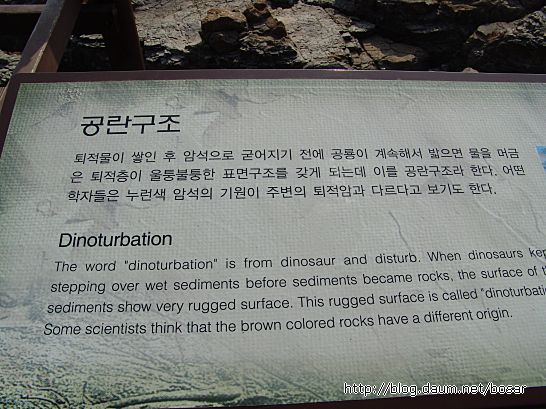 공란구조
퇴적물이 쌓인 후 암석으로 굳어지기 전에 공룡이 계속해서 밟으면 물을 머금
은 퇴적층이 울퉁불퉁한 표면구조를 갖게 되는데 이를 공란구조라 한다. 어떤
학자들은 누런색 암석의 기원이 주변의 퇴적암과 다르다고 보기도 한다.
Dinoturbation
The word "dinoturbation" is from dinosaur and disturb. When dinosaurs kep
stepping over wet sediments before sediments became rocks, the surface of t
sediments show very rugged surface. This rugged surface is called "dinoturbatio
Some scientists think that the brown colored rocks have a different origin.
http://blog.daum.net/bosar